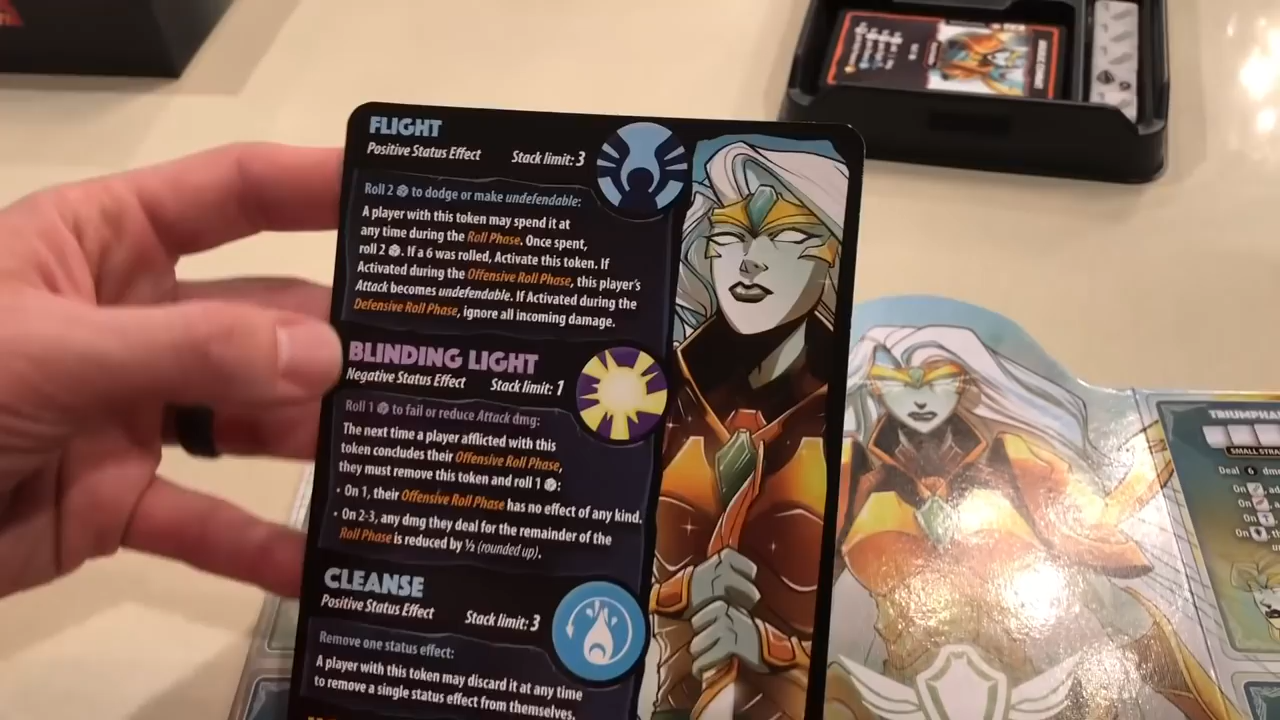 FLIGHT
Positive Status Effect Stack limit: 3
Roll 2 to dodge or make undefendable:
A player with this token may spend it at
any time during the Roll Phase. Once spent,
roll 2. If a 6 was rolled, Activate this token. If
Activated during the Offensive Roll Phase, this player's
Attack becomes undefendable. If Activated during the
Defensive Roll Phase, ignore all incoming damage.
BLINDING LIGHT
Negative Status Effect Stack limit: 1
Roll 1 to fail or reduce Attack dmg:
The next time a player afflicted with this
token concludes their Offensive Roll Phase,
they must remove this token and roll 1:
• On 1, their Offensive Roll Phase has no effect of any kind.
• On 2-3, any dmg they deal for the remainder of the
Roll Phase is reduced by ½ (rounded up).
CLEANSE
Positive Status Effect Stack limit: 3
Remove one status effect:
A player with this token may discard it at any time
to remove a single status effect from themselves.
TRIUMPHA
SMALL STRA
Deal 6 dm
On , ad
On
On
On , th